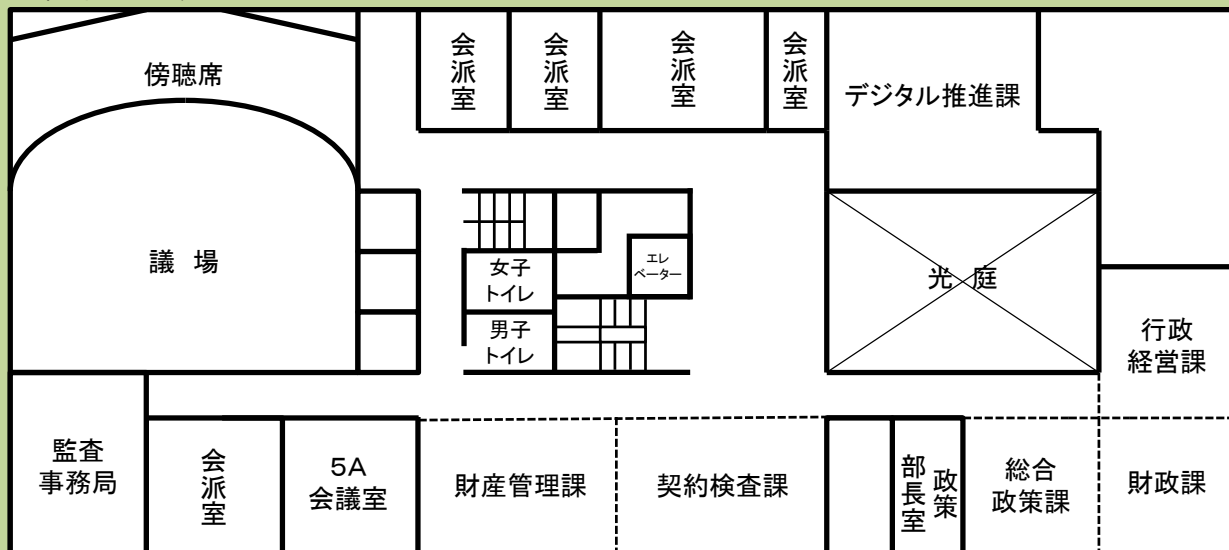 傍聴席
会派室
会派室
会派室
会派室
デジタル推進課
議 場
女子
トイレ
男子
トイレ
エレ
ベーター
光 庭
行政
経営課
監査
事務局
会派室
5A
会議室
財産管理課
契約検査課
政策
部長室
総合
政策課
財政課